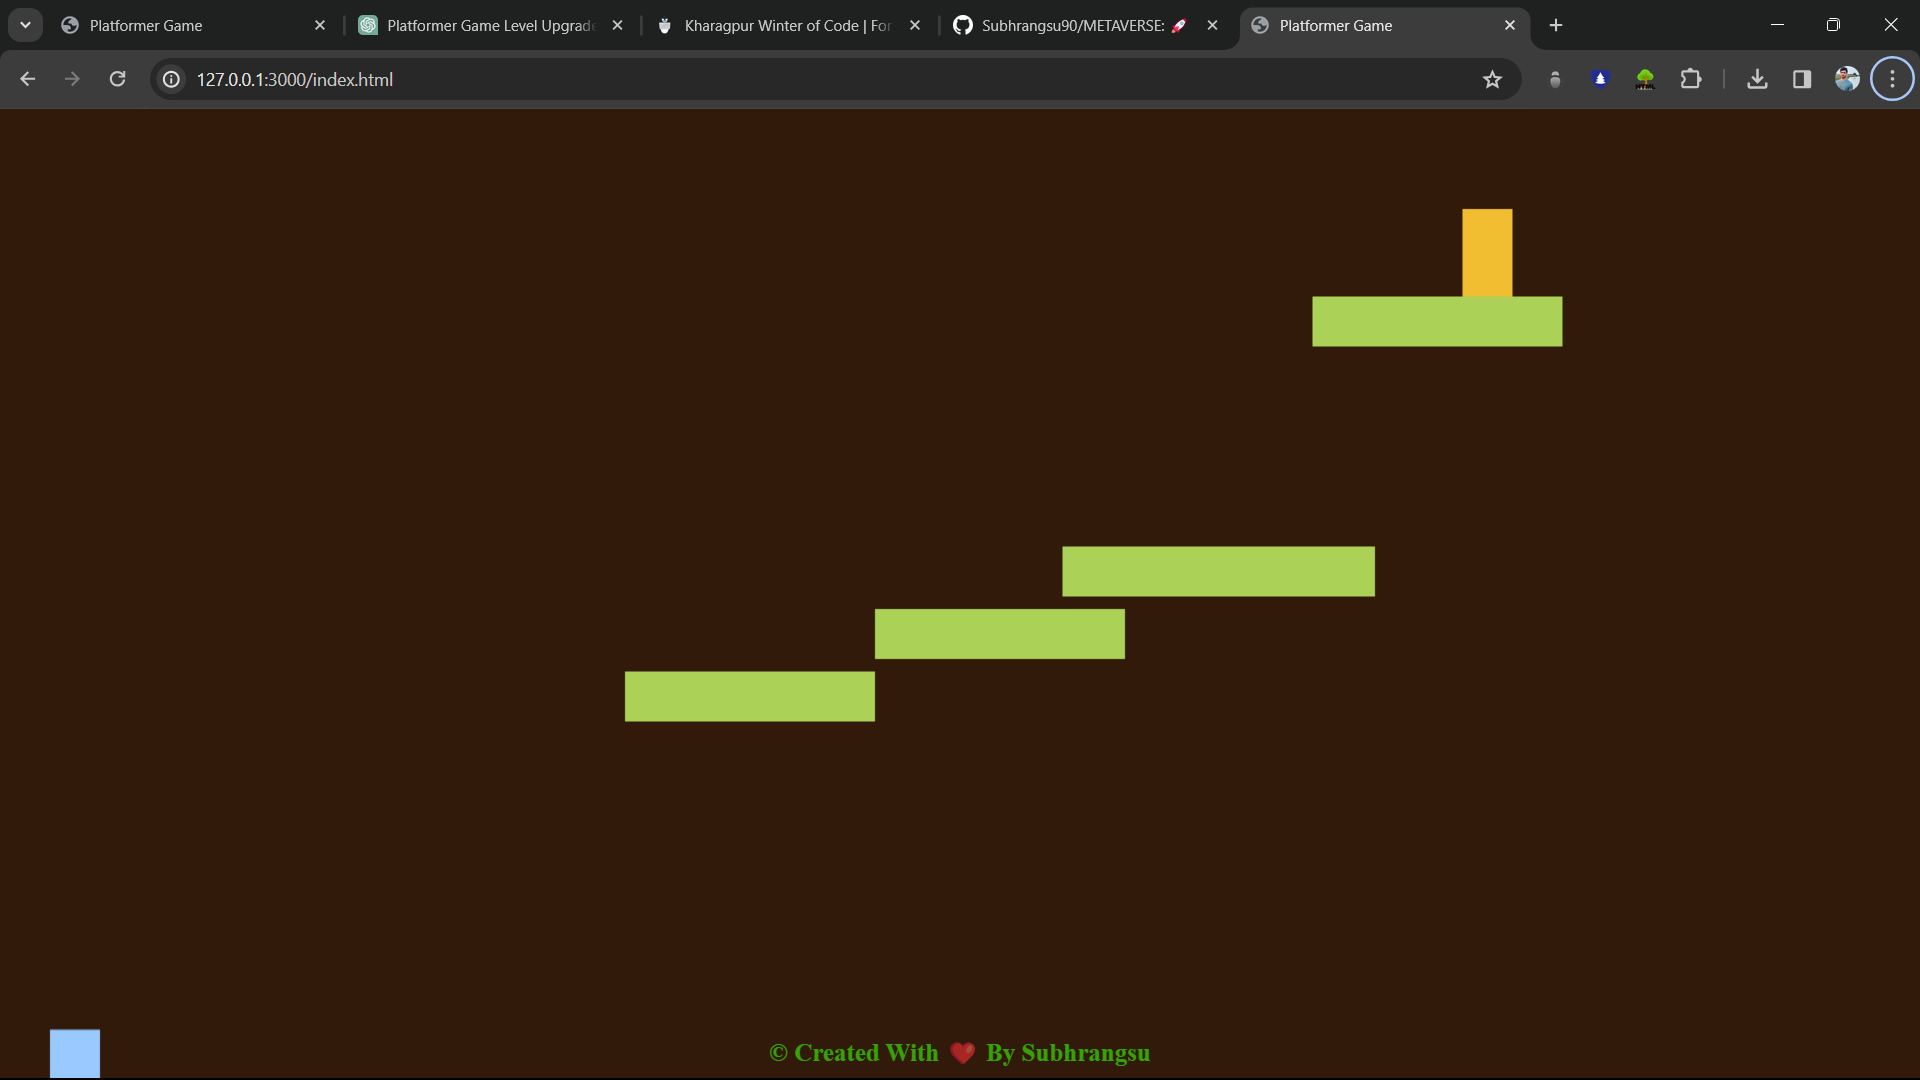 Platformer Game
Platformer Game Level Upgrade
Kharagpur Winter of Code | For
Subhrangsu90/METAVERSE: 🚀
Platformer Game
127.0.0.1:3000/index.html
© Created With ❤️ By Subhrangsu